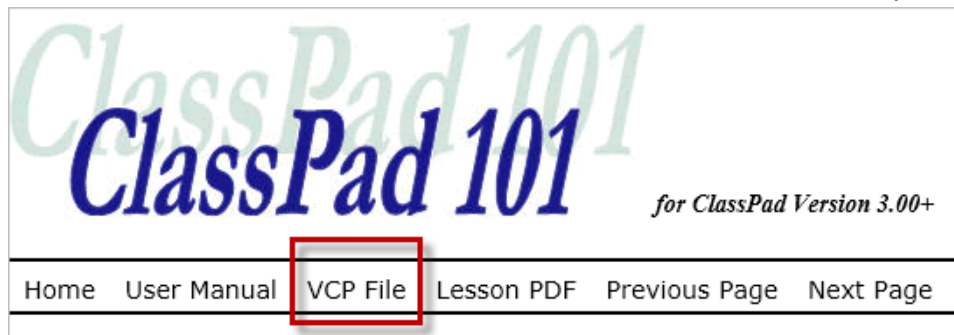 ClassPad 101
ClassPad 101
for ClassPad Version 3.00+
Home User Manual VCP File Lesson PDF Previous Page Next Page